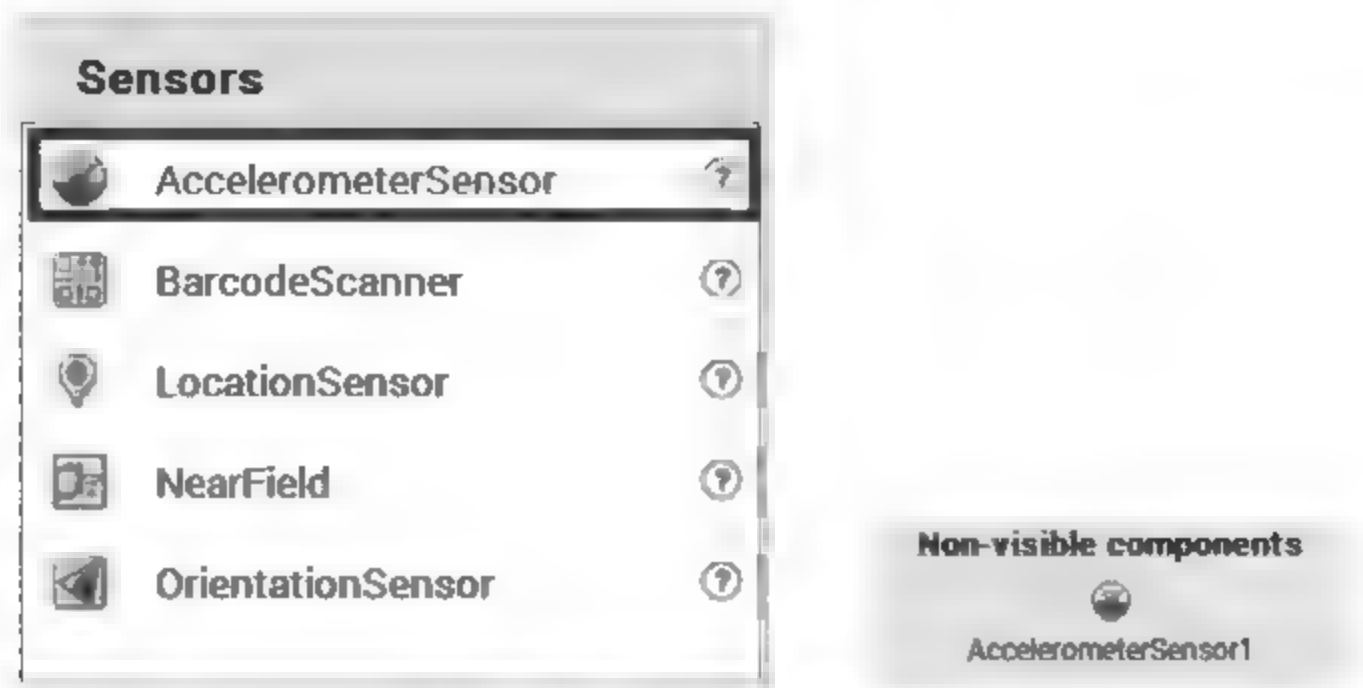 Sensors
AccelerometerSensor ?
BarcodeScanner ?
LocationSensor ?
NearField ?
OrientationSensor ?
Non-visible components
AccelerometerSensor1